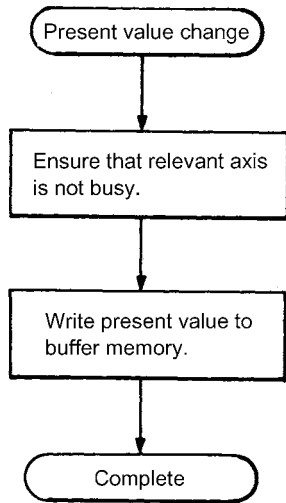 Present value change
Ensure that relevant axis
is not busy.
Write present value to
buffer memory.
Complete